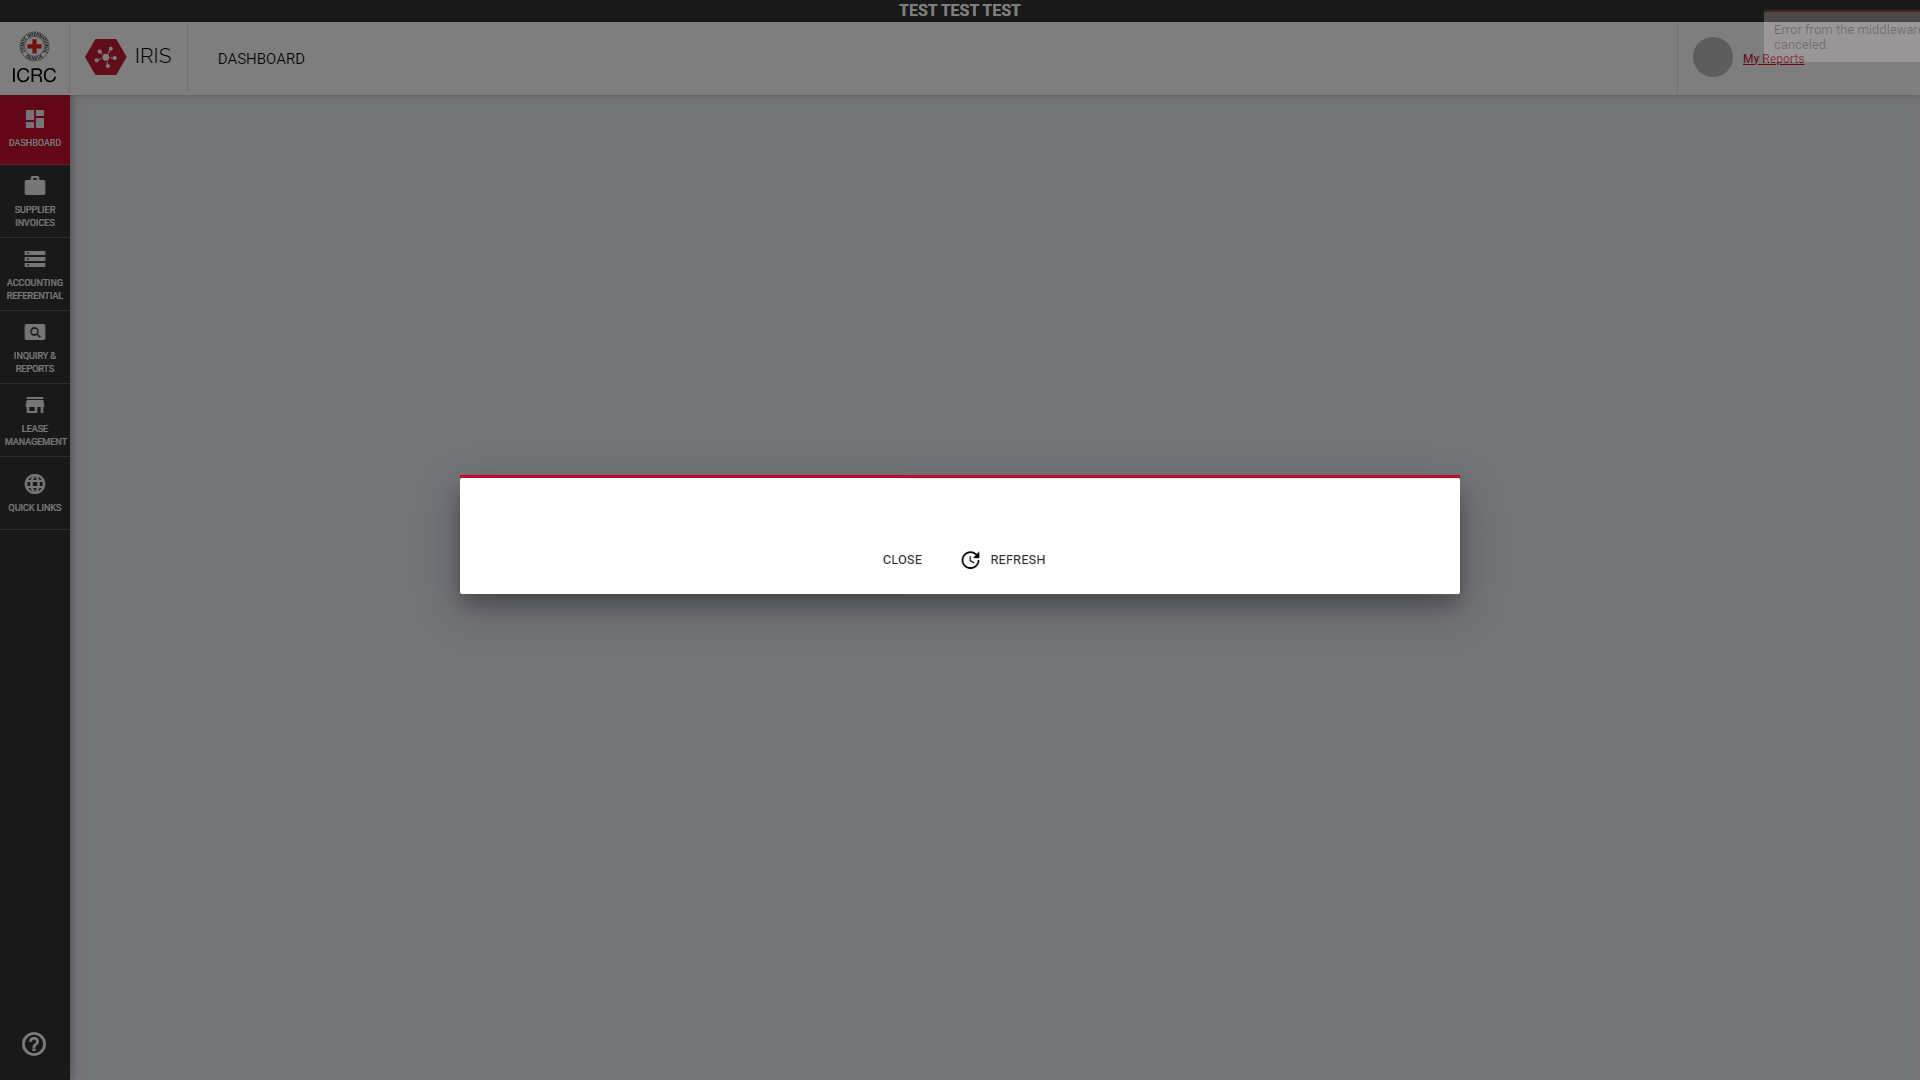 TEST TEST TEST
ICRC
IRIS
DASHBOARD
Error from the middleware
canceled.
My Reports
DASHBOARD
SUPPLIER
INVOICES
ACCOUNTING
REFERENTIAL
INQUIRY &
REPORTS
LEASE
MANAGEMENT
QUICK LINKS
CLOSE
REFRESH